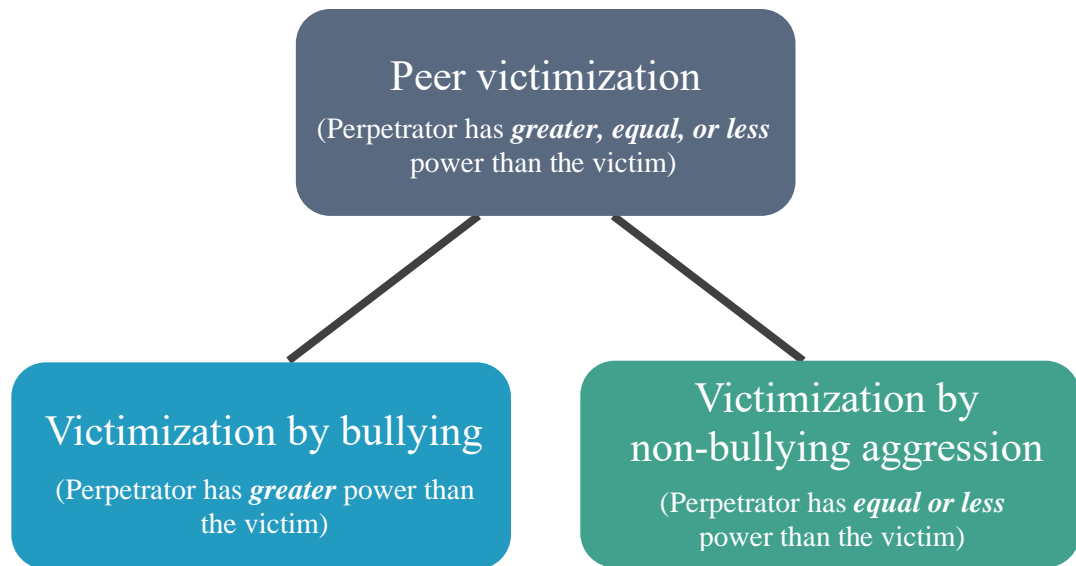 Peer victimization
(Perpetrator has greater, equal, or less
power than the victim)
Victimization by bullying
(Perpetrator has greater power than
the victim)
Victimization by
non-bullying aggression
(Perpetrator has equal or less
power than the victim)